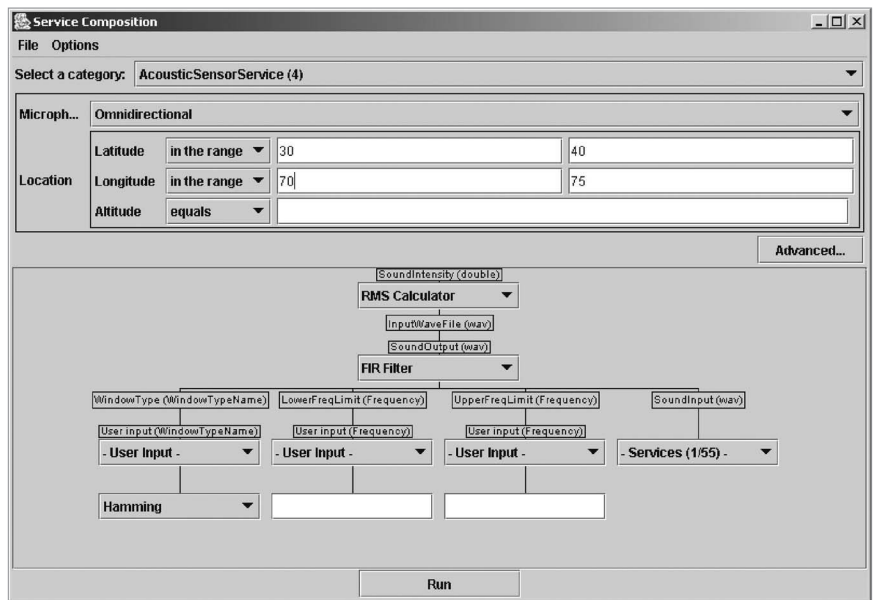 Service Composition
File Options
Select a category: AcousticSensorService (4)
Microph... Omnidirectional
Latitude in the range 30 40
Location Longitude in the range 70 75
Altitude equals
Advanced...
SoundIntensity (double)
RMS Calculator
InputWaveFile (wav)
SoundOutput (wav)
FIR Filter
WindowType (WindowTypeName) LowerFreqLimit (Frequency) UpperFreqLimit (Frequency) SoundInput (wav)
User input (WindowTypeName) User input (Frequency) User input (Frequency)
- User Input - - User Input - - User Input - - Services (1/55) -
Hamming
Run